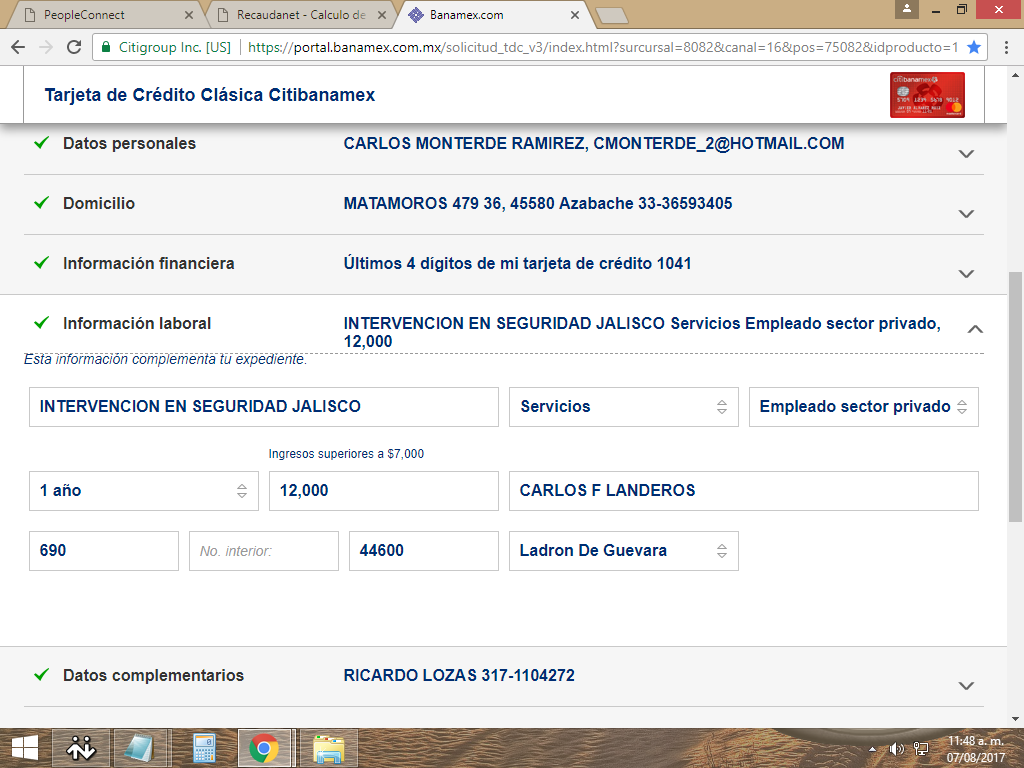 PeopleConnect
Recaudanet - Calculo de
Banamex.com
Citigroup Inc. [US]
https://portal.banamex.com.mx/solicitud_tdc_v3/index.html?surcursal=8082&canal=16&pos=75082&idproducto=1
Tarjeta de Crédito Clásica Citibanamex
citibanamex
Datos personales
CARLOS MONTERDE RAMIREZ, CMONTERDE_2@HOTMAIL.COM
Domicilio
MATAMOROS 479 36, 45580 Azabache 33-36593405
Información financiera
Últimos 4 dígitos de mi tarjeta de crédito 1041
Información laboral
INTERVENCION EN SEGURIDAD JALISCO Servicios Empleado sector privado,
12,000
Esta información complementa tu expediente.
INTERVENCION EN SEGURIDAD JALISCO
Servicios
Empleado sector privado
Ingresos superiores a $7,000
1 año
12,000
CARLOS F LANDEROS
690
No. interior:
44600
Ladron De Guevara
Datos complementarios
RICARDO LOZAS 317-1104272
11:48 a. m.
07/08/2017